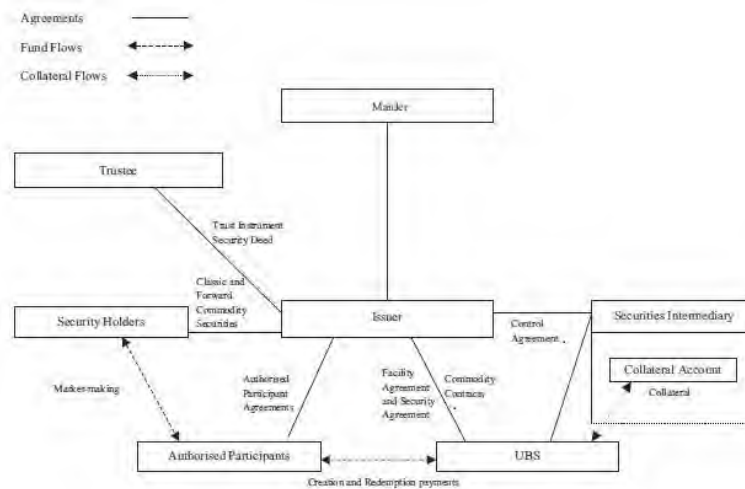 Agreements
Fund Flows
Collateral Flows
Manler
Trustee
Trust Instrument
Security Deed
Classic and
Forward
Commodity
Securities
Security Holders
Issuer
Securities Intermediary
Control
Agreement
Collateral Account
Collateral
Market-making
Authorised
Participant
Agreements
Facility
Agreement
and Security
Agreement
Commodity
Contracts
Authorised Participants
UBS
Creation and Redemption payments